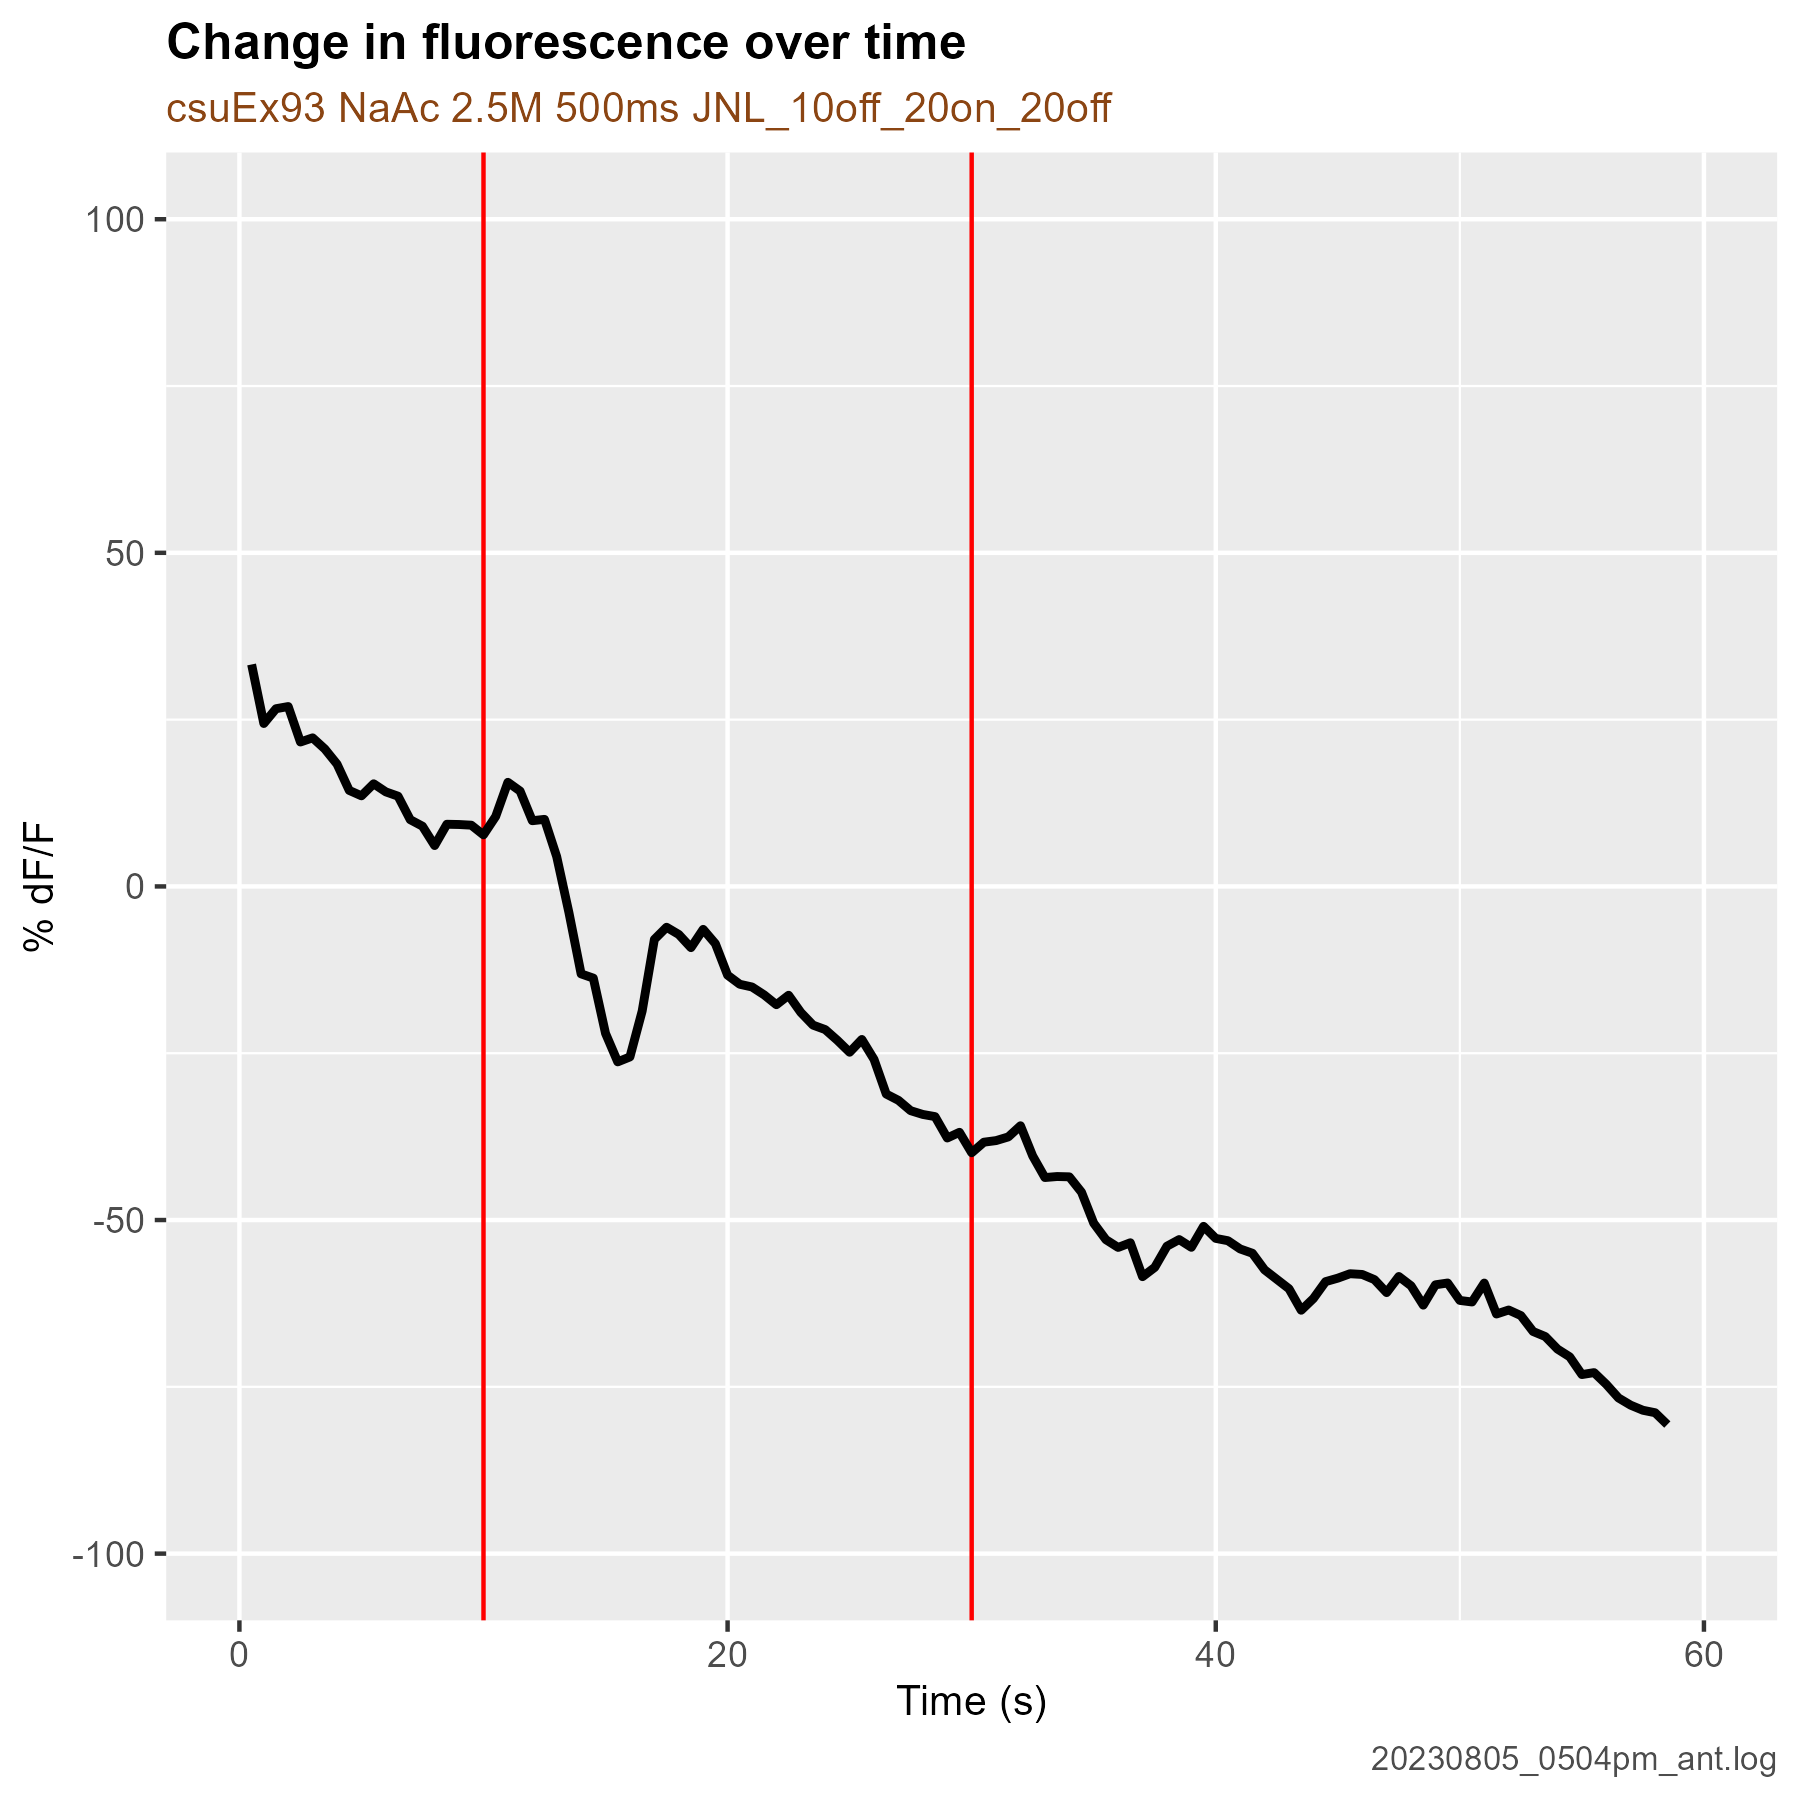 Change in fluorescence over time
csuEx93 NaAc 2.5M 500ms JNL_10off_20on_20off
100
50
0
-50
-100
% dF/F
0 20 40 60
Time (s)
20230805_0504pm_ant.log